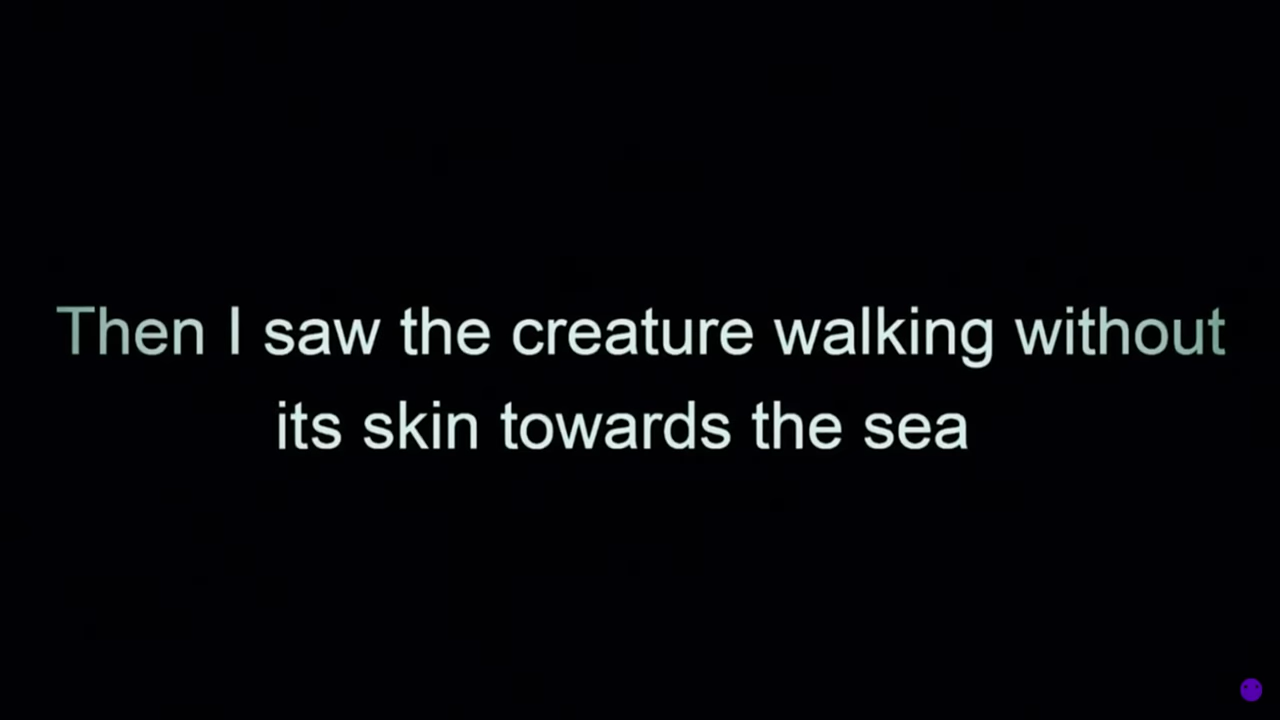 Then I saw the creature walking without
its skin towards the sea